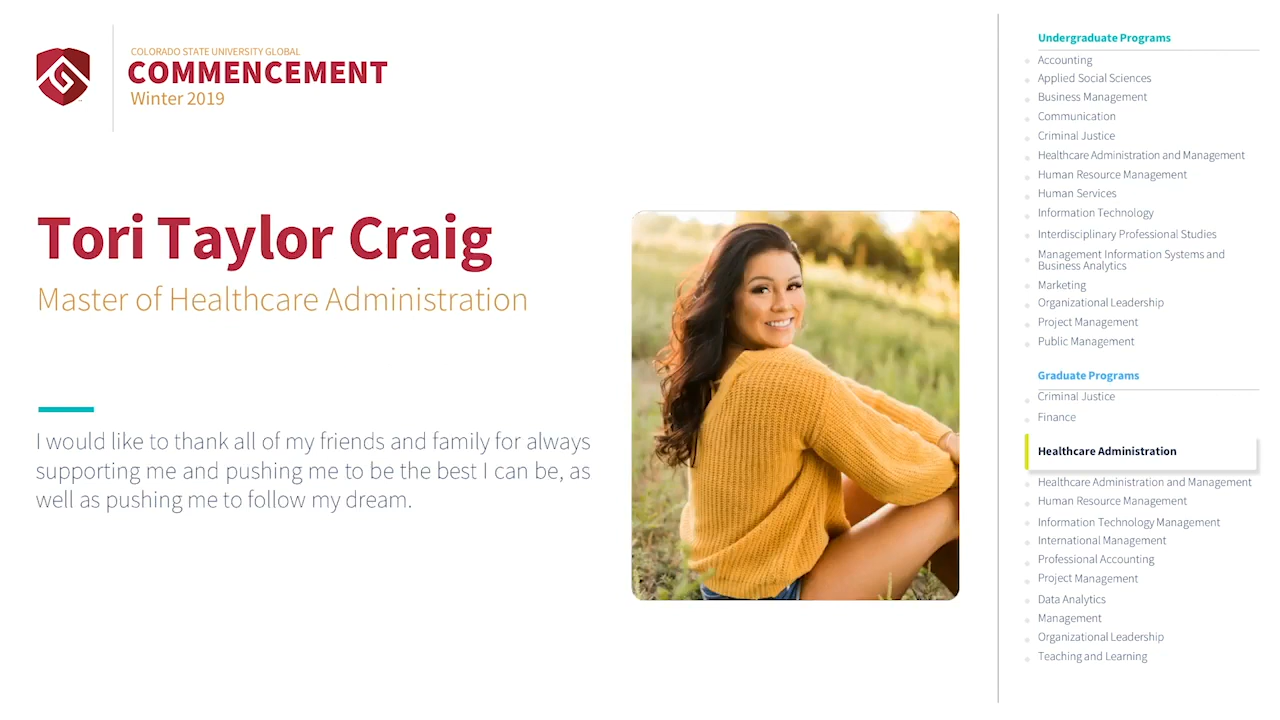 COLORADO STATE UNIVERSITY GLOBAL
COMMENCEMENT
Winter 2019
Tori Taylor Craig
Master of Healthcare Administration
I would like to thank all of my friends and family for always
supporting me and pushing me to be the best I can be, as
well as pushing me to follow my dream.
Undergraduate Programs
Accounting
Applied Social Sciences
Business Management
Communication
Criminal Justice
Healthcare Administration and Management
Human Resource Management
Human Services
Information Technology
Interdisciplinary Professional Studies
Management Information Systems and
Business Analytics
Marketing
Organizational Leadership
Project Management
Public Management
Graduate Programs
Criminal Justice
Finance
Healthcare Administration
Healthcare Administration and Management
Human Resource Management
Information Technology Management
International Management
Professional Accounting
Project Management
Data Analytics
Management
Organizational Leadership
Teaching and Learning